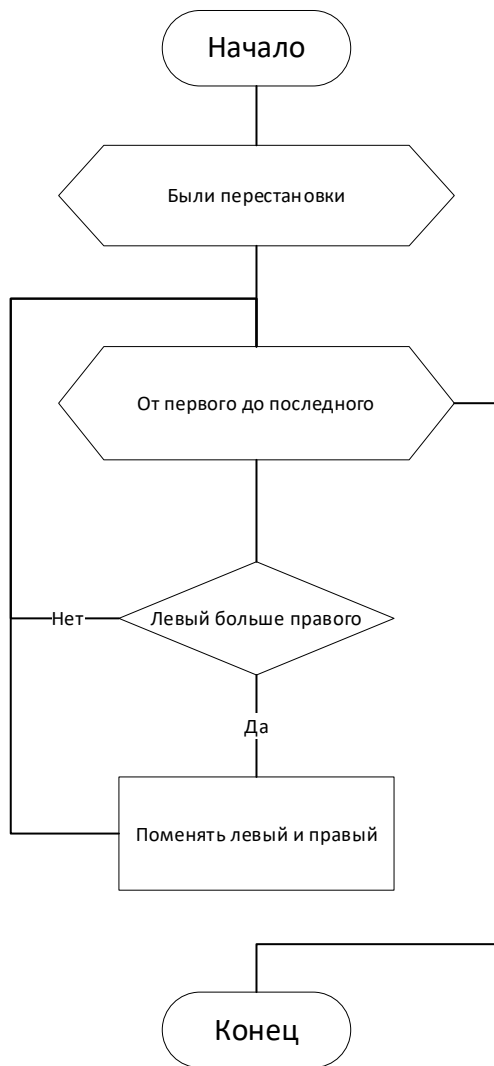 Начало
Были перестановки
От первого до последного
Левый больше правого
Нет
Да
Поменять левый и правый
Конец